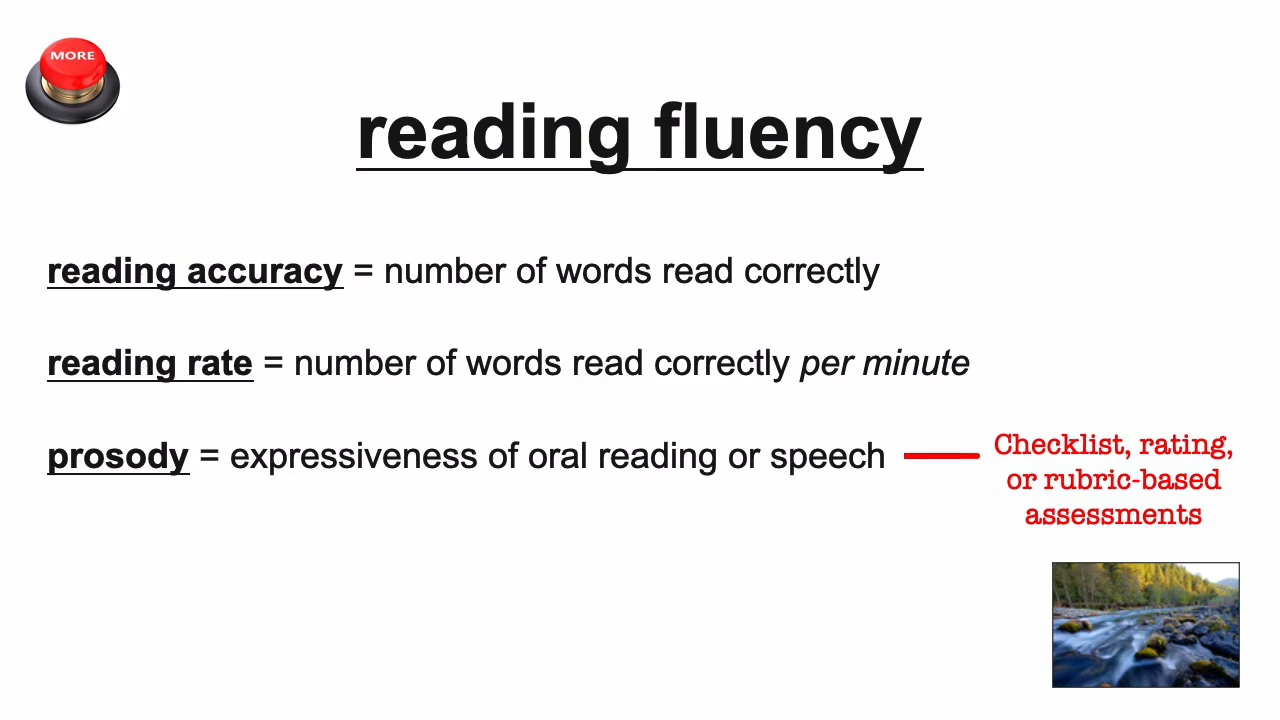 MORE
reading fluency
reading accuracy = number of words read correctly
reading rate = number of words read correctly per minute
prosody = expressiveness of oral reading or speech
Checklist, rating,
or rubric-based
assessments